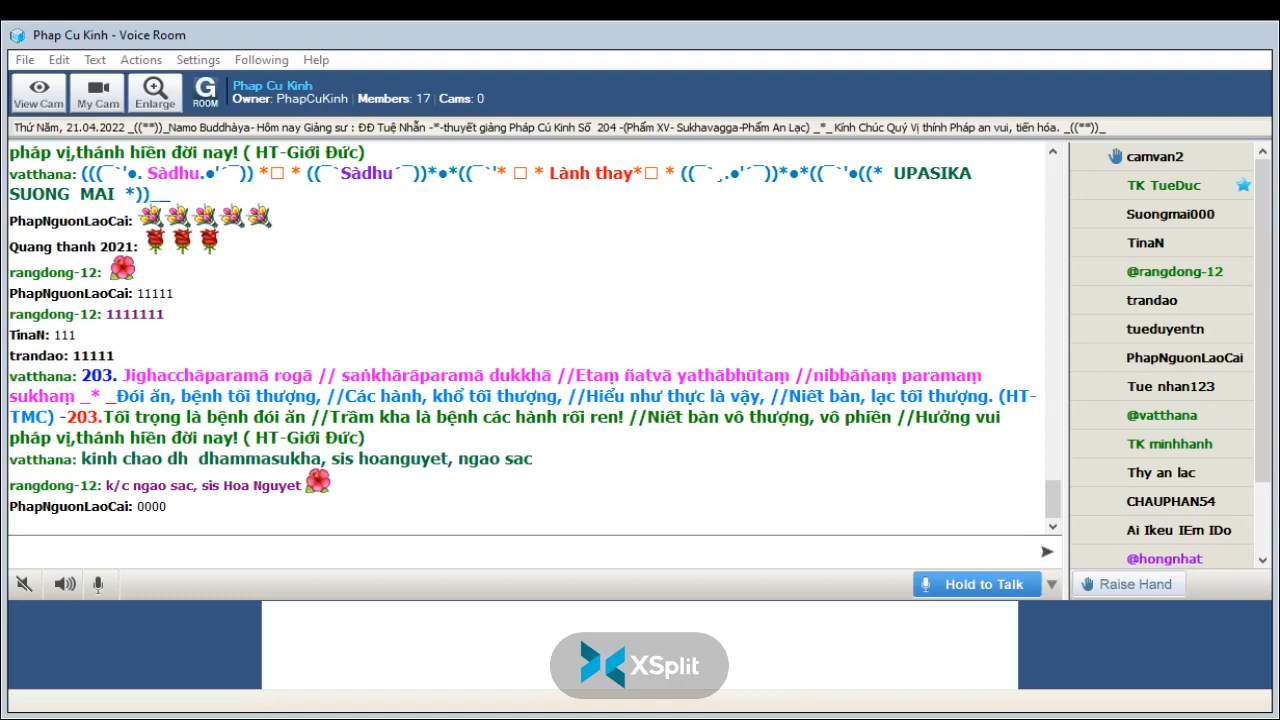 Phap Cu Kinh - Voice Room
File Edit Text Actions Settings Following Help
View Cam My Cam Enlarge G ROOM
Phap Cu Kinh
Owner: PhapCuKinh | Members: 17 | Cams: 0
Thứ Năm, 21.04.2022 _((**))_Namo Buddhàya- Hôm nay Giảng sư : ĐĐ Tuệ Nhẫn -*-thuyết giảng Pháp Cú Kinh Số 204 -(Phẩm XV- Sukhavagga-Phẩm An Lạc) _*_ Kính Chúc Quý Vị thính Pháp an vui, tiến hóa. _((**))_
pháp vị,thánh hiền đời nay! ( HT-Giới Đức)
vatthana: (((¯`'●. Sàdhu.●'´¯)) *□ * ((¯`Sàdhu´¯))*●*((¯`'* □ * Lành thay*□ * ((¯`¸.●'´¯))*●*((¯`'●((* UPASIKA
SUONG MAI *))__
PhapNguonLaoCai:
Quang thanh 2021:
rangdong-12:
PhapNguonLaoCai: 11111
rangdong-12: 1111111
TinaN: 111
trandao: 11111
vatthana: 203. Jighacchāparamā rogā // saṅkhārāparamā dukkhā //Etaṃ ñatvā yathābhūtaṃ //nibbāṅaṃ paramaṃ
sukhaṃ _* _Đói ăn, bệnh tối thượng, //Các hành, khổ tối thượng, //Hiểu như thực là vậy, //Niết bàn, lạc tối thượng. (HT-
TMC) -203.Tối trọng là bệnh đói ăn //Trầm kha là bệnh các hành rối ren! //Niết bàn vô thượng, vô phiền //Hưởng vui
pháp vị,thánh hiền đời nay! ( HT-Giới Đức)
vatthana: kinh chao dh dhammasukha, sis hoanguyet, ngao sac
rangdong-12: k/c ngao sac, sis Hoa Nguyet
PhapNguonLaoCai: 0000
camvan2
TK TueDuc
Suongmai000
TinaN
@rangdong-12
trandao
tueduyentn
PhapNguonLaoCai
Tue nhan123
@vatthana
TK minhhanh
Thy an lac
CHAUPHAN54
Ai Ikeu IEm IDo
@hongnhat
Hold to Talk
Raise Hand
XSplit